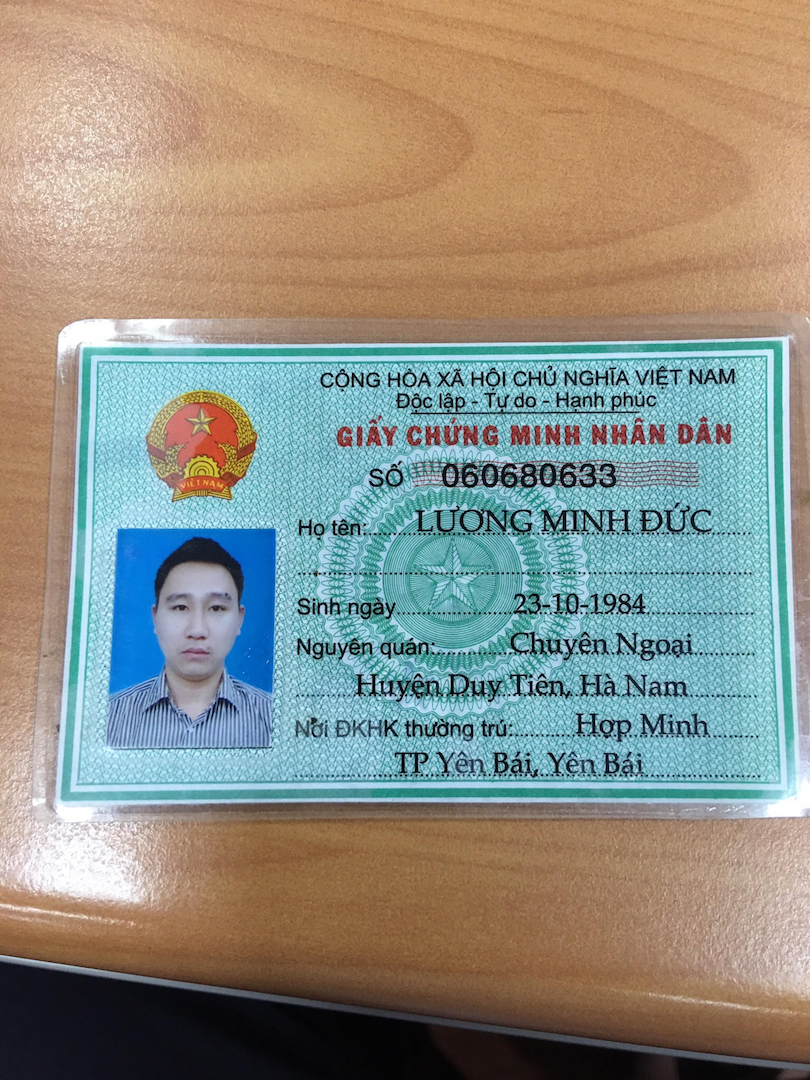 CỘNG HÒA XÃ HỘI CHỦ NGHĨA VIỆT NAM
Độc lập - Tự do - Hạnh phúc
GIẤY CHỨNG MINH NHÂN DÂN
SỐ 060680633
Họ tên: LƯƠNG MINH ĐỨC
Sinh ngày 23-10-1984
Nguyên quán: Chuyên Ngoại
Huyện Duy Tiên, Hà Nam
Nơi ĐKHK thường trú: Hợp Minh
TP Yên Bái, Yên Bái
VIỆT NAM